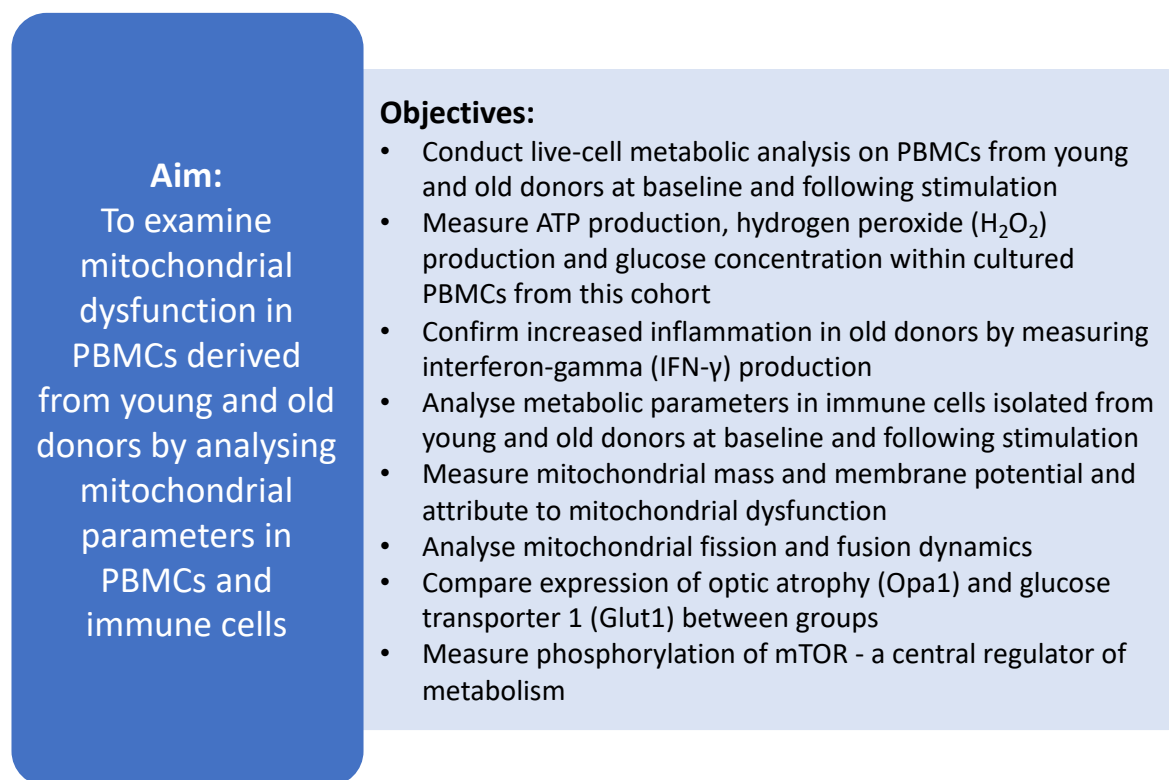 Aim:
To examine
mitochondrial
dysfunction in
PBMCs derived
from young and old
donors by analysing
mitochondrial
parameters in
PBMCs and
immune cells
Objectives:
• Conduct live-cell metabolic analysis on PBMCs from young
and old donors at baseline and following stimulation
• Measure ATP production, hydrogen peroxide (H₂O₂)
production and glucose concentration within cultured
PBMCs from this cohort
• Confirm increased inflammation in old donors by measuring
interferon-gamma (IFN-γ) production
• Analyse metabolic parameters in immune cells isolated from
young and old donors at baseline and following stimulation
• Measure mitochondrial mass and membrane potential and
attribute to mitochondrial dysfunction
• Analyse mitochondrial fission and fusion dynamics
• Compare expression of optic atrophy (Opa1) and glucose
transporter 1 (Glut1) between groups
• Measure phosphorylation of mTOR - a central regulator of
metabolism